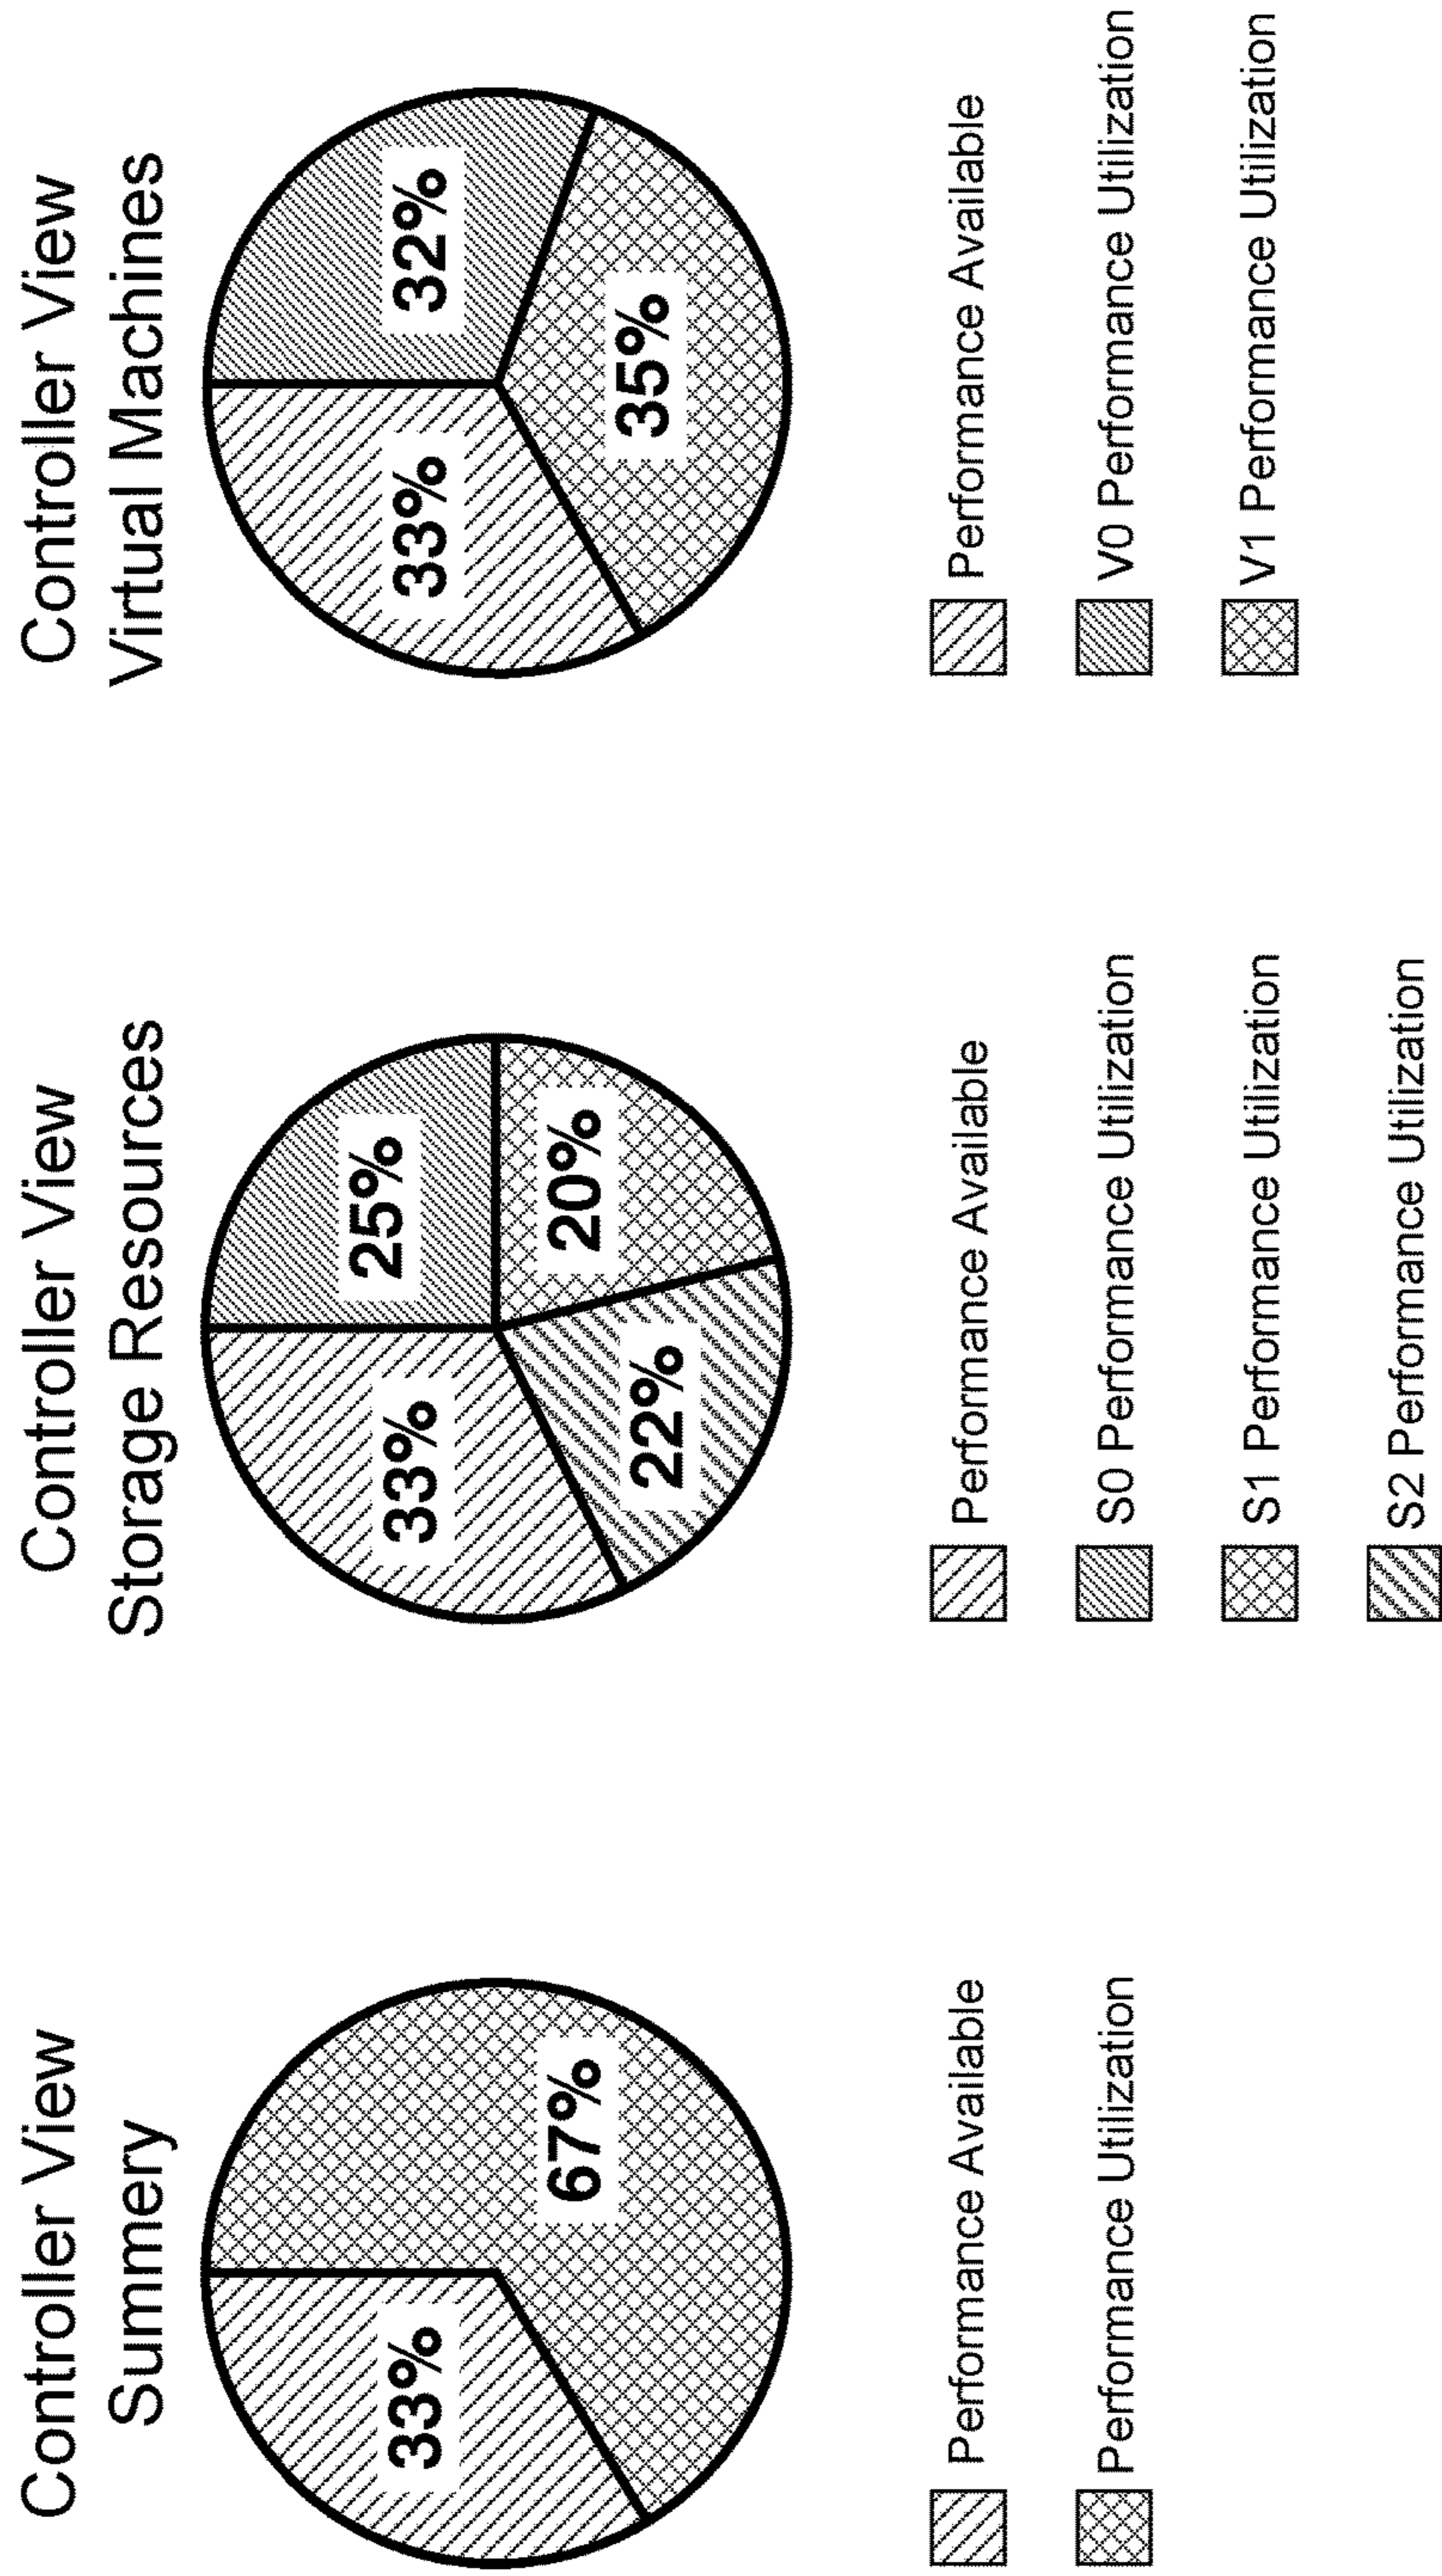 Controller View
Summery
33%
67%
Performance Available
Performance Utilization
Controller View
Storage Resources
33%
25%
20%
22%
Performance Available
S0 Performance Utilization
S1 Performance Utilization
S2 Performance Utilization
Controller View
Virtual Machines
33%
32%
35%
Performance Available
V0 Performance Utilization
V1 Performance Utilization